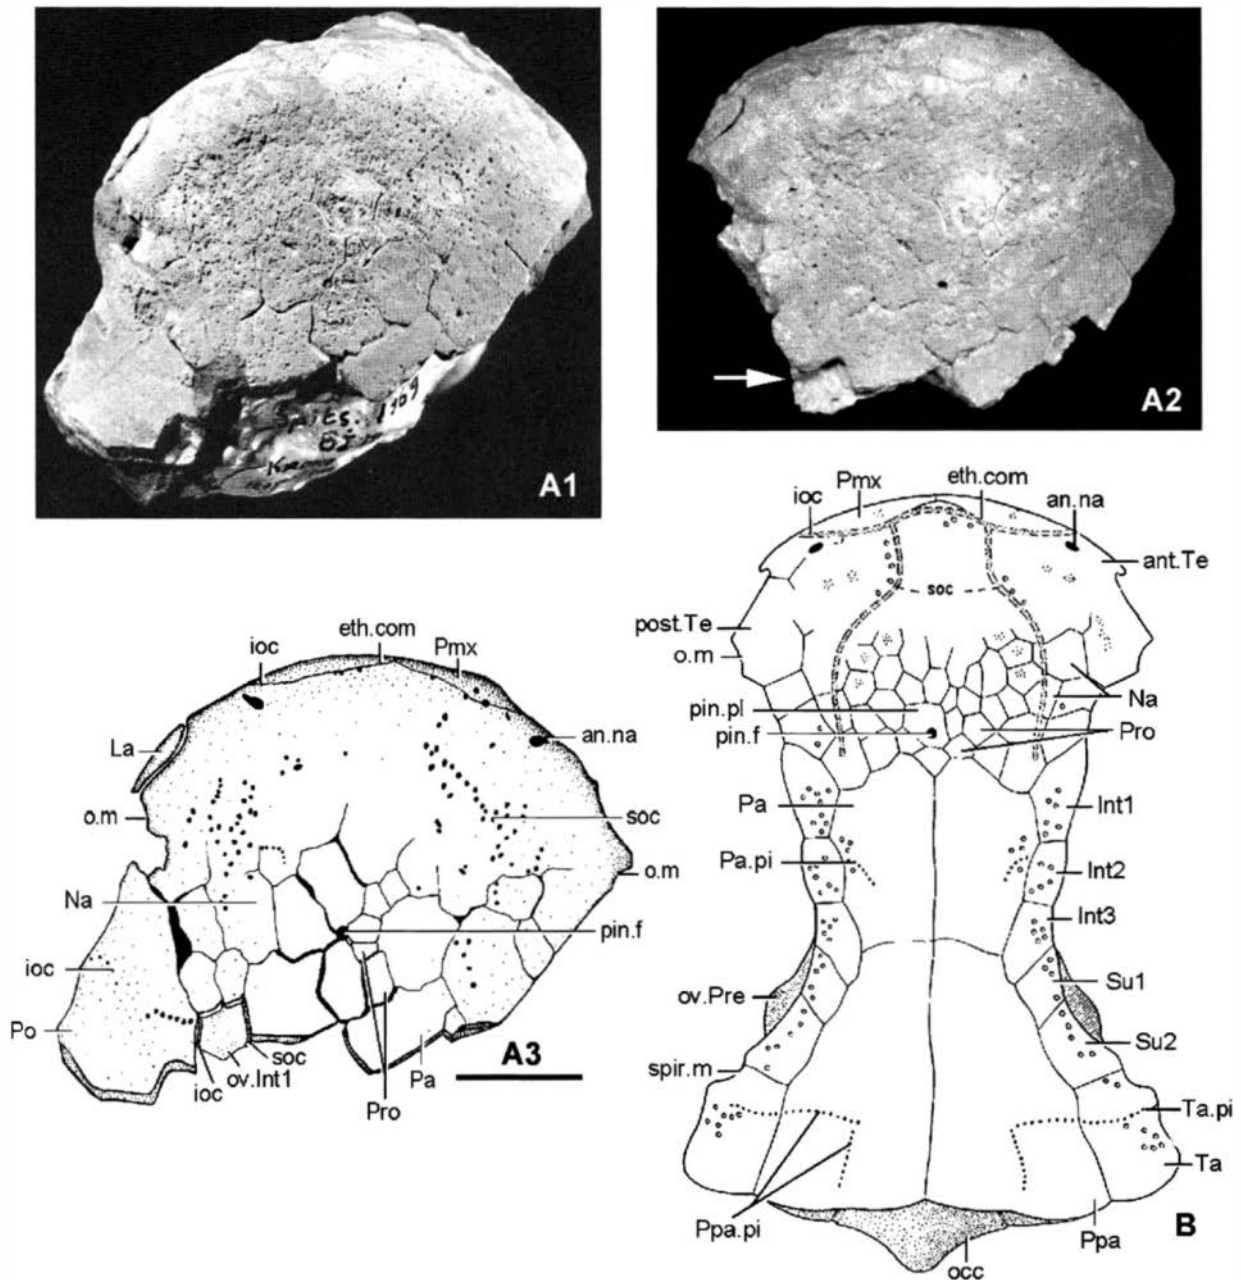 Spits. 1969
A1
A2
ioc
eth.com
Pmx
La
an.na
o.m
soc
o.m
Na
pin.f
ioc
Po
soc
ov.Int1
ioc
Pa
Pro
A3
ioc
Pmx
eth.com
an.na
ant.Te
soc
post.Te
o.m
Na
pin.pl
pin.f
Pro
Pa
Int1
Pa.pi
Int2
Int3
ov.Pre
Su1
Su2
spir.m
Ta.pi
Ta
Ppa.pi
Ppa
occ
B